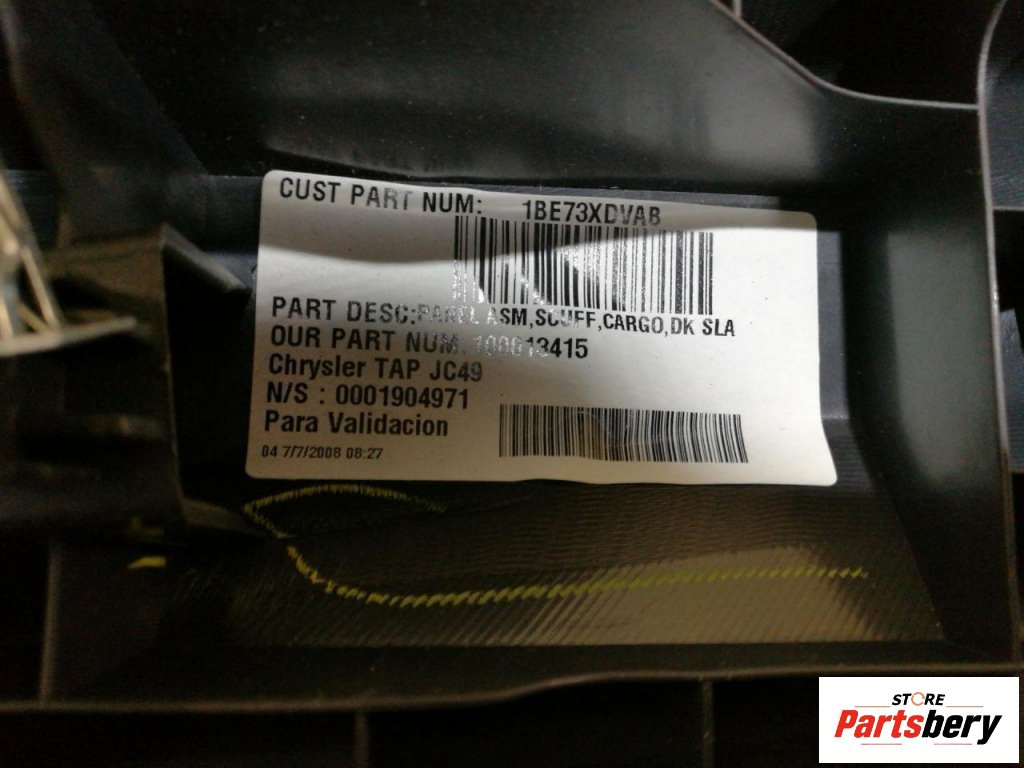 CUST PART NUM: 1BE73XDVAB
PART DESC:PANEL ASM,SCUFF,CARGO,DK SLA
OUR PART NUM. 100013415
Chrysler TAP JC49
N/S : 0001904971
Para Validacion
04 7/7/2008 08:27
STORE
Partsbery